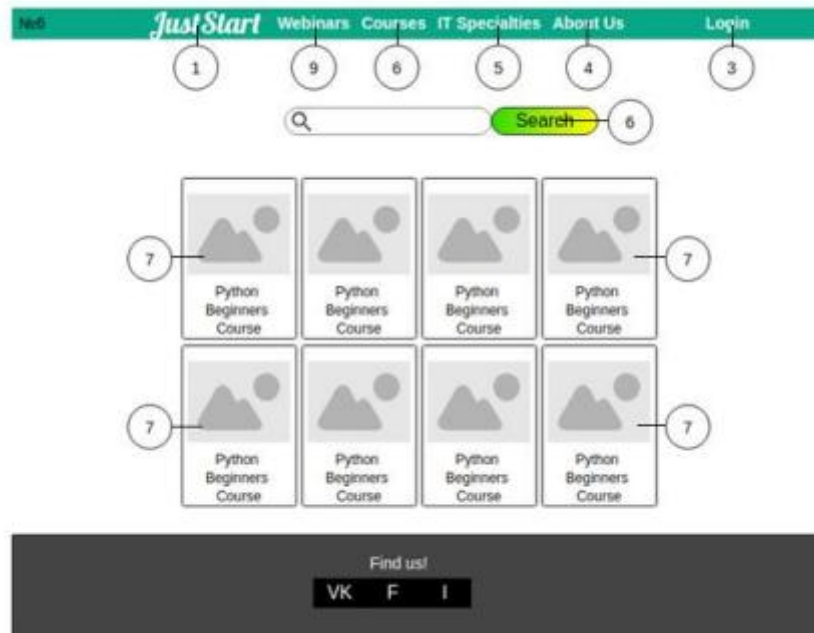 №6 JustStart Webinars Courses IT Specialties About Us Login
1 9 6 5 4 3
Search 6
7 7
Python Python Python Python
Beginners Beginners Beginners Beginners
Course Course Course Course
7 7
Python Python Python Python
Beginners Beginners Beginners Beginners
Course Course Course Course
Find us!
VK F I